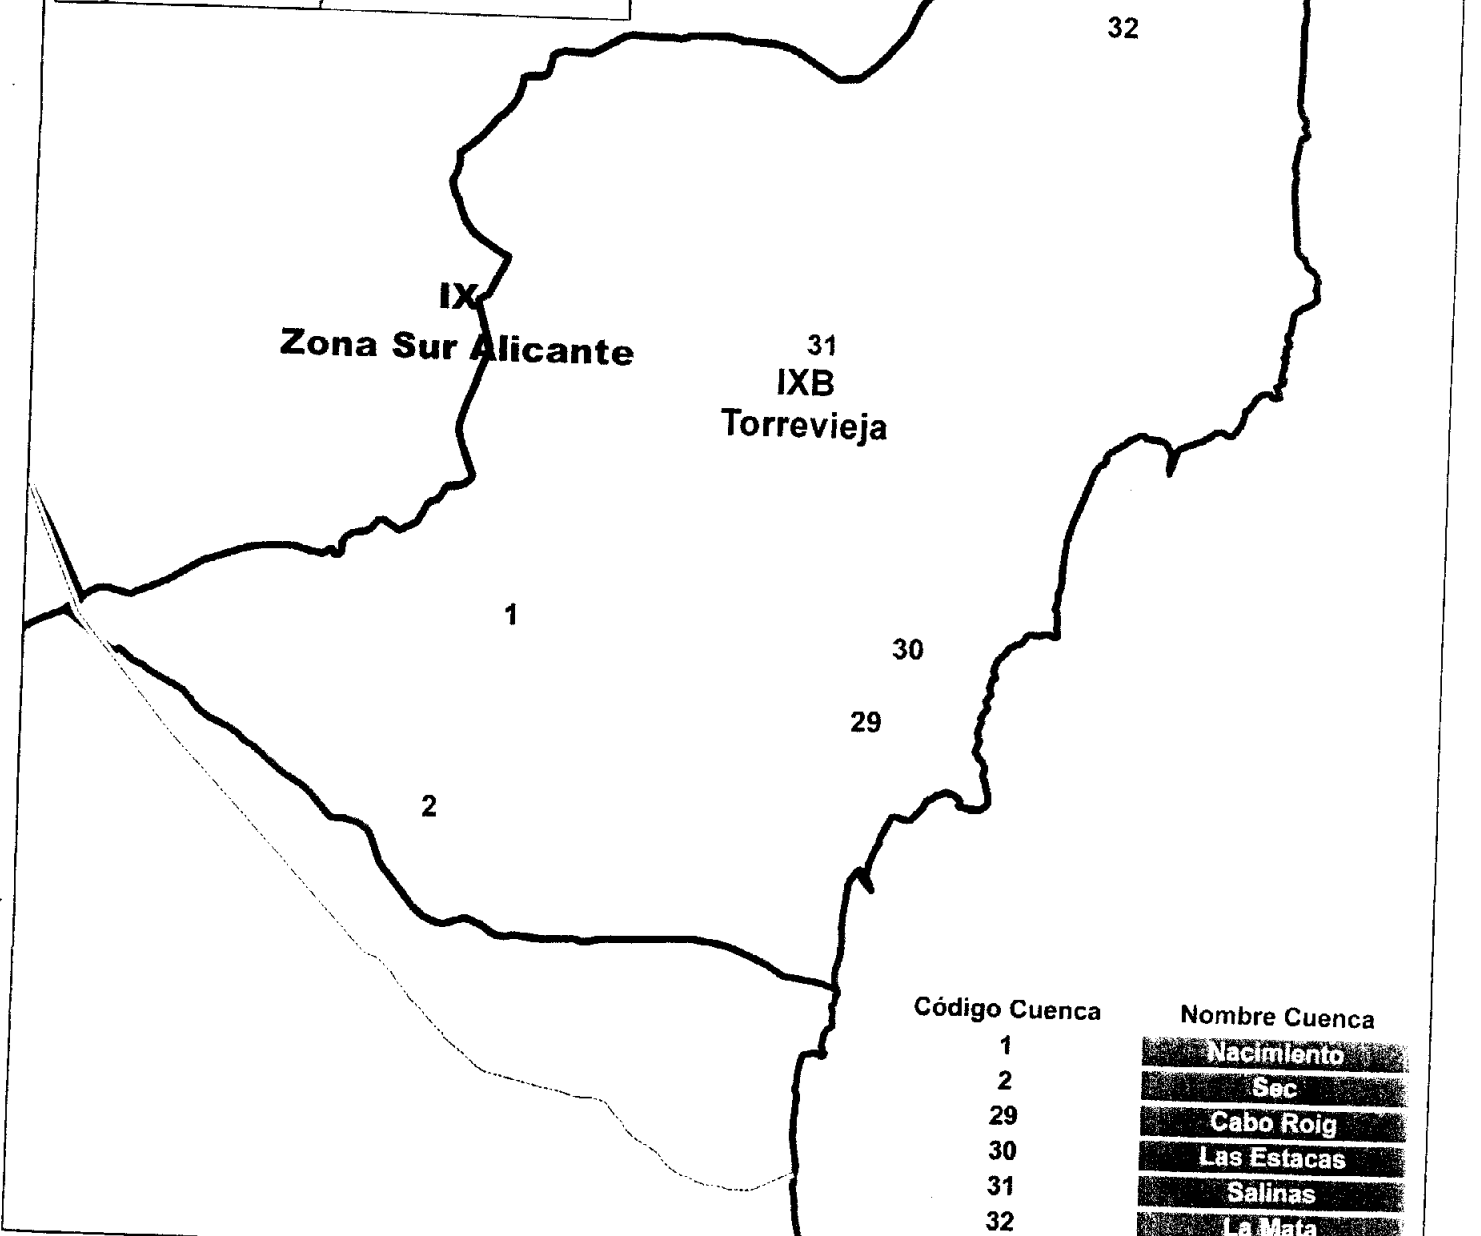 32
IX
Zona Sur Alicante
31
IXB
Torrevieja
1
30
29
2
Código Cuenca Nombre Cuenca
1 Nacimiento
2 Sec
29 Cabo Roig
30 Las Estacas
31 Salinas
32 La Mata